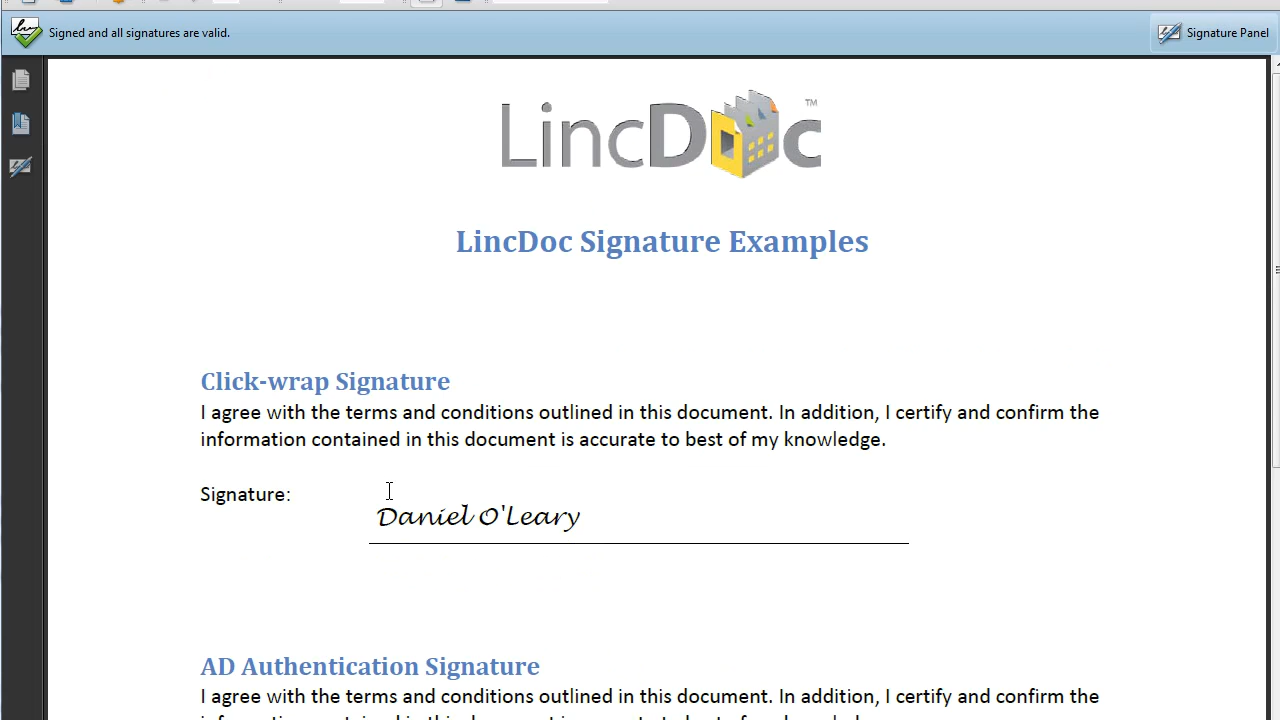 Signed and all signatures are valid.
Signature Panel
LincDoc™
LincDoc Signature Examples
Click-wrap Signature
I agree with the terms and conditions outlined in this document. In addition, I certify and confirm the
information contained in this document is accurate to best of my knowledge.
Signature:
Daniel O'Leary
AD Authentication Signature
I agree with the terms and conditions outlined in this document. In addition, I certify and confirm the